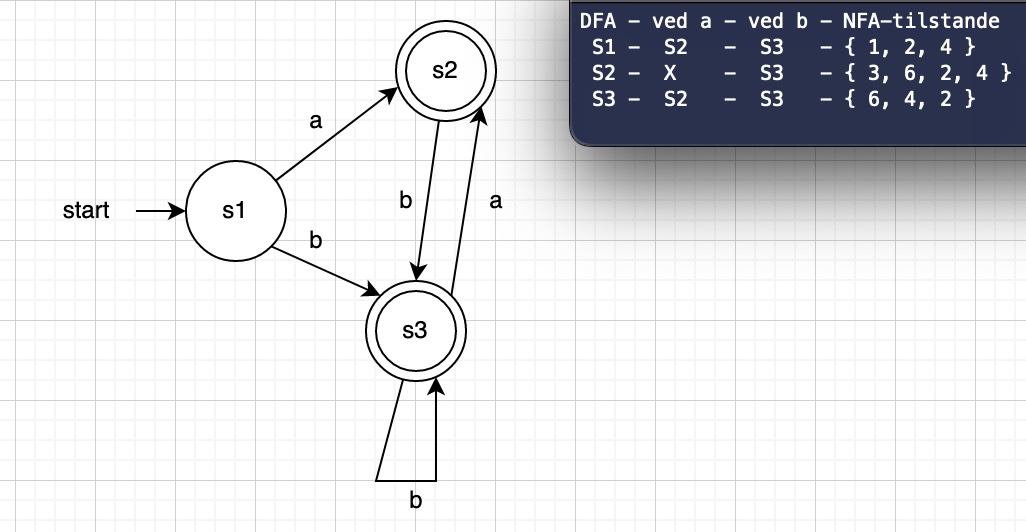 DFA - ved a - ved b - NFA-tilstande
S1 - S2 - S3 - { 1, 2, 4 }
S2 - X - S3 - { 3, 6, 2, 4 }
S3 - S2 - S3 - { 6, 4, 2 }
s2
a
start
s1
b
a
b
s3
b